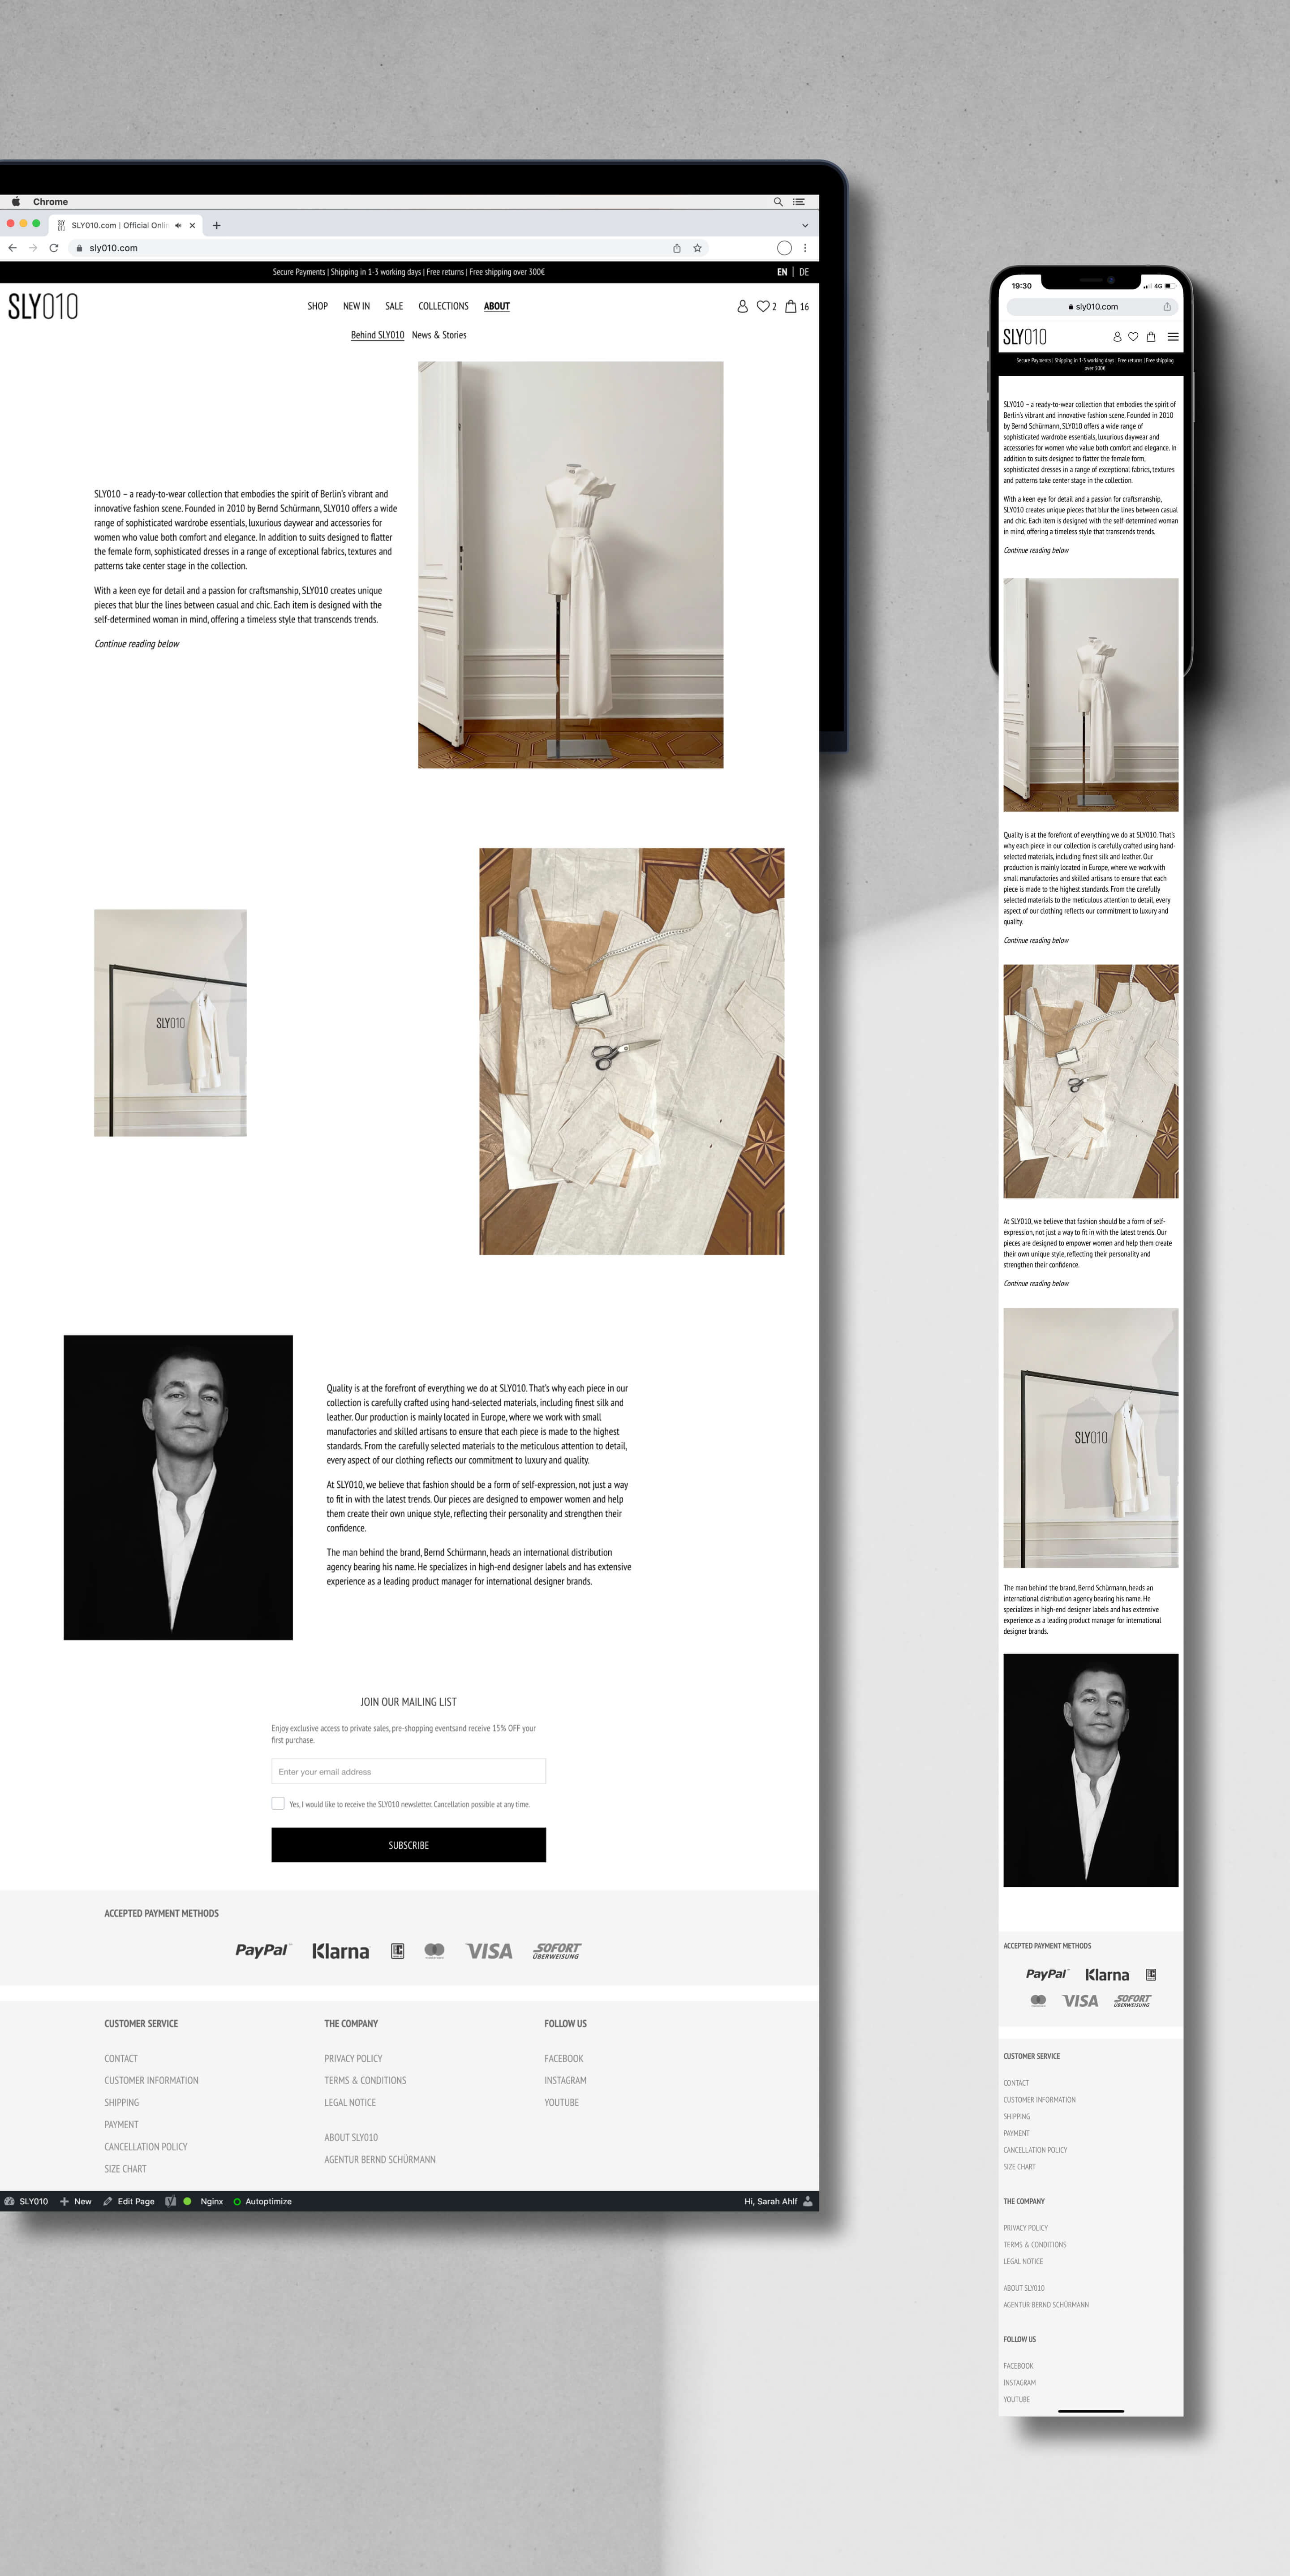 Chrome
SLY010.com | Official Onlin
sly010.com
Secure Payments | Shipping in 1-3 working days | Free returns | Free shipping over 300€
EN | DE
SLY010
SHOP NEW IN SALE COLLECTIONS ABOUT
2 16
Behind SLY010 News & Stories
SLY010 – a ready-to-wear collection that embodies the spirit of Berlin's vibrant and
innovative fashion scene. Founded in 2010 by Bernd Schürmann, SLY010 offers a wide
range of sophisticated wardrobe essentials, luxurious daywear and accessories for
women who value both comfort and elegance. In addition to suits designed to flatter
the female form, sophisticated dresses in a range of exceptional fabrics, textures and
patterns take center stage in the collection.
With a keen eye for detail and a passion for craftsmanship, SLY010 creates unique
pieces that blur the lines between casual and chic. Each item is designed with the
self-determined woman in mind, offering a timeless style that transcends trends.
Continue reading below
SLY010
Quality is at the forefront of everything we do at SLY010. That's why each piece in our
collection is carefully crafted using hand-selected materials, including finest silk and
leather. Our production is mainly located in Europe, where we work with small
manufactories and skilled artisans to ensure that each piece is made to the highest
standards. From the carefully selected materials to the meticulous attention to detail,
every aspect of our clothing reflects our commitment to luxury and quality.
At SLY010, we believe that fashion should be a form of self-expression, not just a way
to fit in with the latest trends. Our pieces are designed to empower women and help
them create their own unique style, reflecting their personality and strengthen their
confidence.
The man behind the brand, Bernd Schürmann, heads an international distribution
agency bearing his name. He specializes in high-end designer labels and has extensive
experience as a leading product manager for international designer brands.
JOIN OUR MAILING LIST
Enjoy exclusive access to private sales, pre-shopping eventsand receive 15% OFF your
first purchase.
Enter your email address
Yes, I would like to receive the SLY010 newsletter. Cancellation possible at any time.
SUBSCRIBE
ACCEPTED PAYMENT METHODS
PayPal Klarna EC VISA SOFORT
ÜBERWEISUNG
CUSTOMER SERVICE
CONTACT
CUSTOMER INFORMATION
SHIPPING
PAYMENT
CANCELLATION POLICY
SIZE CHART
THE COMPANY
PRIVACY POLICY
TERMS & CONDITIONS
LEGAL NOTICE
ABOUT SLY010
AGENTUR BERND SCHÜRMANN
FOLLOW US
FACEBOOK
INSTAGRAM
YOUTUBE
SLY010 New Edit Page Nginx Autoptimize Hi, Sarah Ahlf
19:30 4G
sly010.com
SLY010
Secure Payments | Shipping in 1-3 working days | Free returns | Free shipping
over 300€
SLY010 – a ready-to-wear collection that embodies the spirit of
Berlin's vibrant and innovative fashion scene. Founded in 2010
by Bernd Schürmann, SLY010 offers a wide range of
sophisticated wardrobe essentials, luxurious daywear and
accessories for women who value both comfort and elegance. In
addition to suits designed to flatter the female form,
sophisticated dresses in a range of exceptional fabrics, textures
and patterns take center stage in the collection.
With a keen eye for detail and a passion for craftsmanship,
SLY010 creates unique pieces that blur the lines between casual
and chic. Each item is designed with the self-determined woman
in mind, offering a timeless style that transcends trends.
Continue reading below
Quality is at the forefront of everything we do at SLY010. That's
why each piece in our collection is carefully crafted using hand-
selected materials, including finest silk and leather. Our
production is mainly located in Europe, where we work with
small manufactories and skilled artisans to ensure that each
piece is made to the highest standards. From the carefully
selected materials to the meticulous attention to detail, every
aspect of our clothing reflects our commitment to luxury and
quality.
Continue reading below
At SLY010, we believe that fashion should be a form of self-
expression, not just a way to fit in with the latest trends. Our
pieces are designed to empower women and help them create
their own unique style, reflecting their personality and
strengthen their confidence.
Continue reading below
SLY010
The man behind the brand, Bernd Schürmann, heads an
international distribution agency bearing his name. He
specializes in high-end designer labels and has extensive
experience as a leading product manager for international
designer brands.
ACCEPTED PAYMENT METHODS
PayPal Klarna EC
VISA SOFORT
ÜBERWEISUNG
CUSTOMER SERVICE
CONTACT
CUSTOMER INFORMATION
SHIPPING
PAYMENT
CANCELLATION POLICY
SIZE CHART
THE COMPANY
PRIVACY POLICY
TERMS & CONDITIONS
LEGAL NOTICE
ABOUT SLY010
AGENTUR BERND SCHÜRMANN
FOLLOW US
FACEBOOK
INSTAGRAM
YOUTUBE